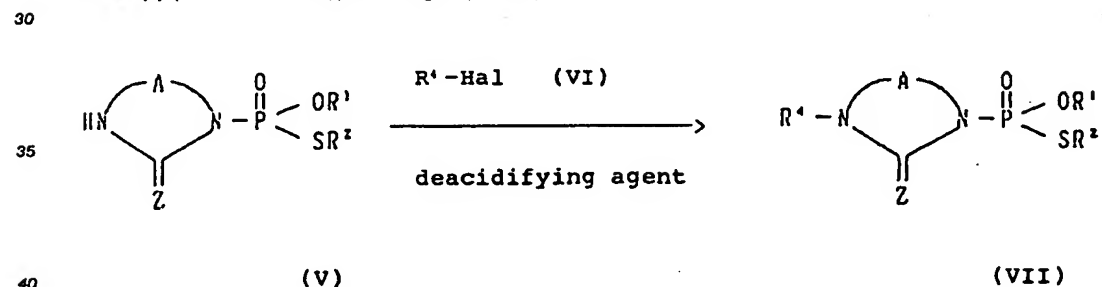 30
R⁴-Hal (VI)
A O A O
HN N-P OR¹ R⁴-N N-P OR¹
SR² SR²
35
deacidifying agent
Z Z
(V) (VII)
40